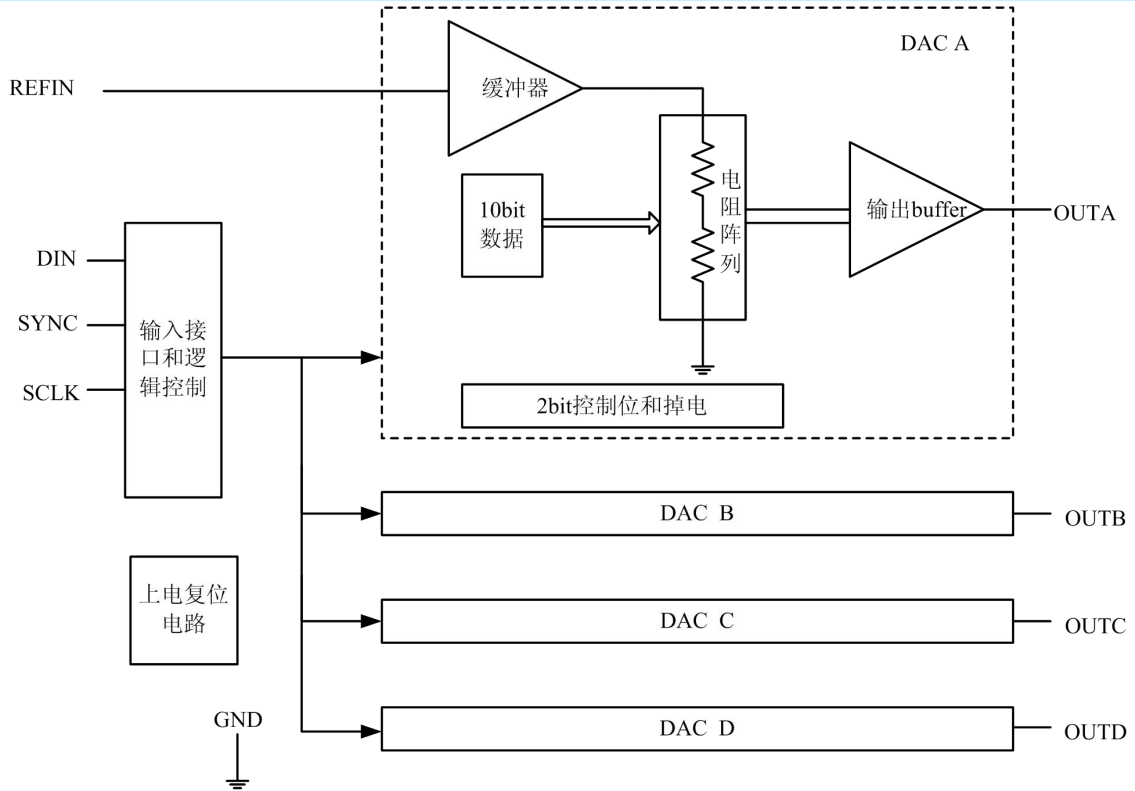 DAC A
REFIN
缓冲器
电
阻
阵
列
10bit
数据
输出buffer
OUTA
DIN
SYNC
SCLK
输入接
口和逻
辑控制
2bit控制位和掉电
DAC B
OUTB
上电复位
电路
DAC C
OUTC
GND
DAC D
OUTD